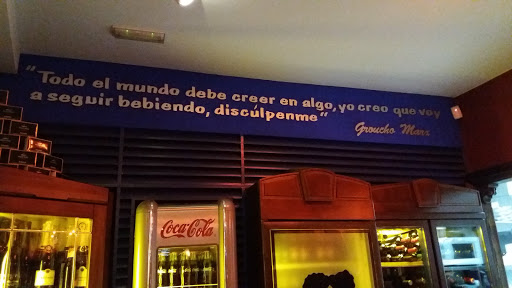 "Todo el mundo debe creer en algo, yo creo que voy
a seguir bebiendo, discúlpenme"
Groucho Marx
Coca-Cola